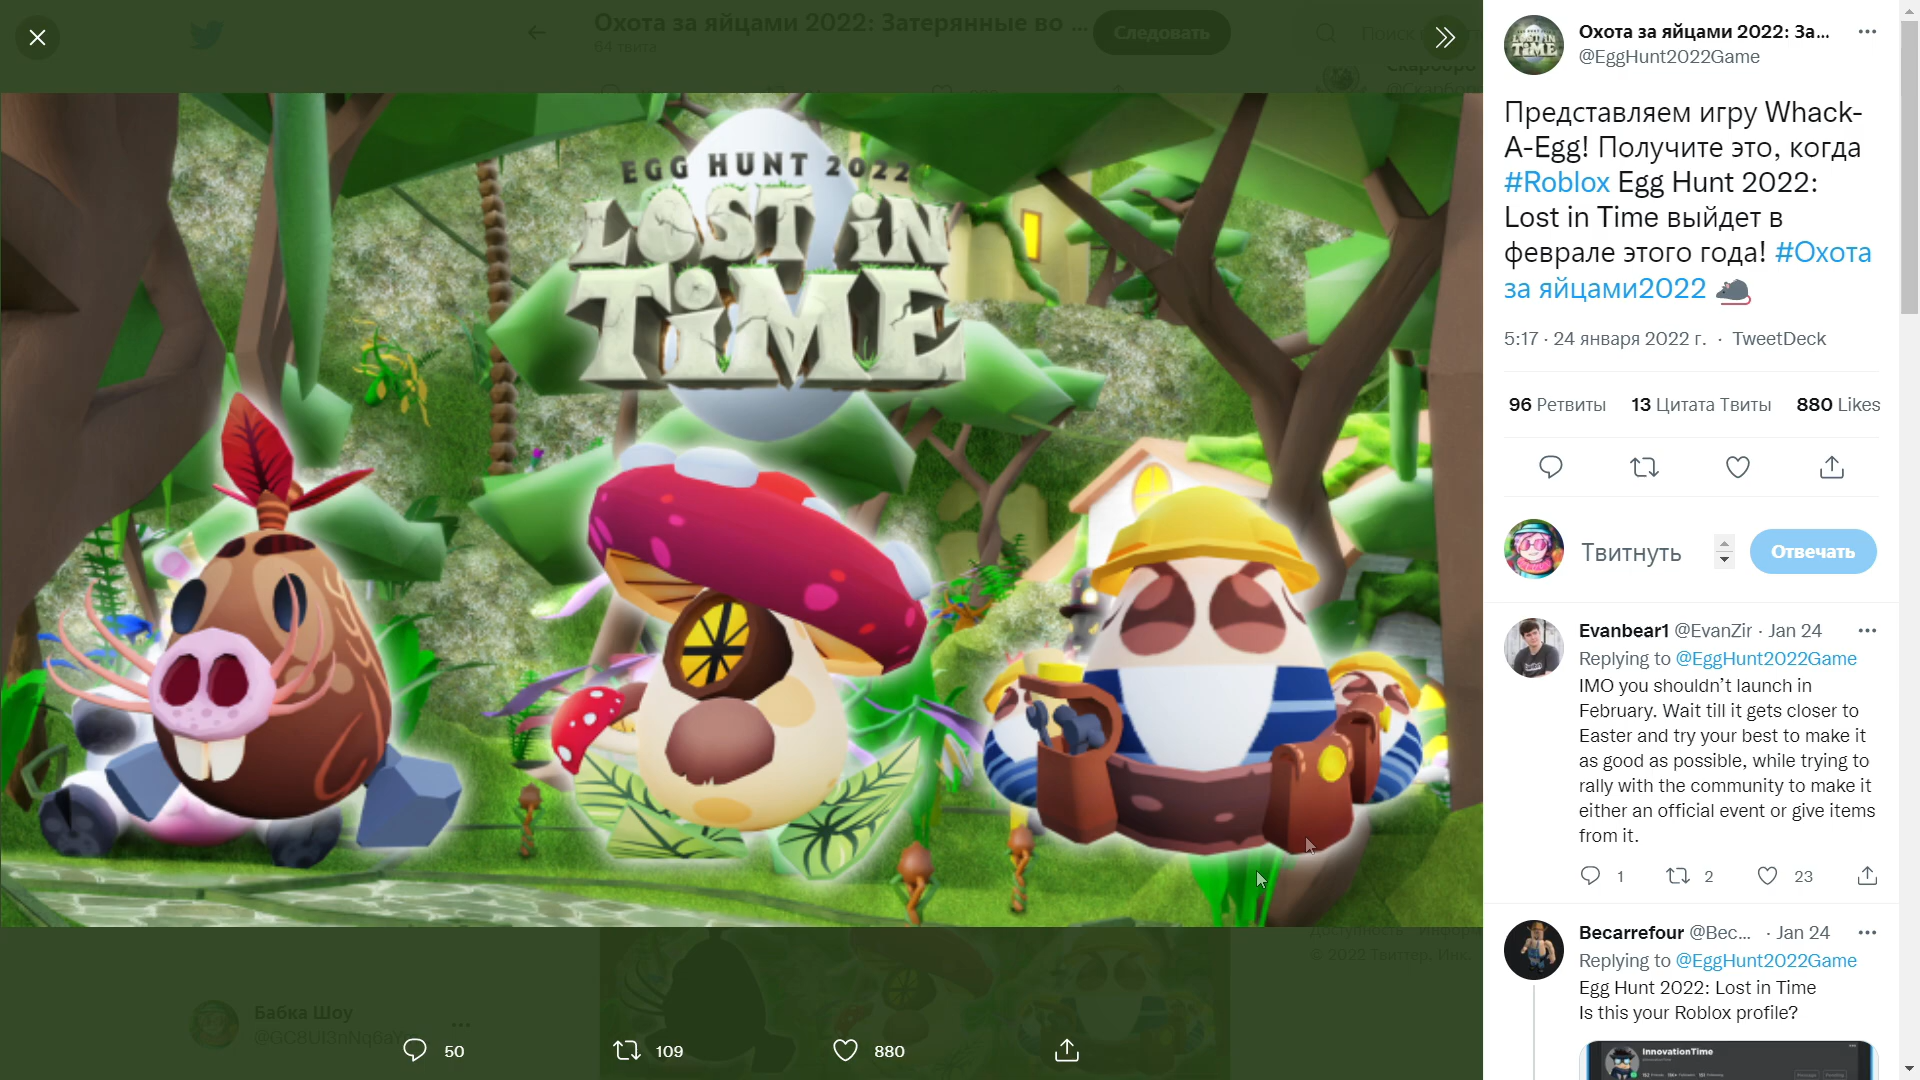 Охота за яйцами 2022: Затерянные во ...
64 твита
Следовать
Поиск
EGG HUNT 2022
LOST IN
TIME
Бабка Шоу
50
109
880
Охота за яйцами 2022: За...
@EggHunt2022Game
Представляем игру Whack-
A-Egg! Получите это, когда
#Roblox Egg Hunt 2022:
Lost in Time выйдет в
феврале этого года! #Охота
за яйцами2022
5:17 · 24 января 2022 г. · TweetDeck
96 Ретвиты 13 Цитата Твиты 880 Likes
Твитнуть
Отвечать
Evanbear1 @EvanZir · Jan 24
Replying to @EggHunt2022Game
IMO you shouldn’t launch in
February. Wait till it gets closer to
Easter and try your best to make it
as good as possible, while trying to
rally with the community to make it
either an official event or give items
from it.
1 2 23
Becarrefour @Bec... · Jan 24
Replying to @EggHunt2022Game
Egg Hunt 2022: Lost in Time
Is this your Roblox profile?
InnovationTime